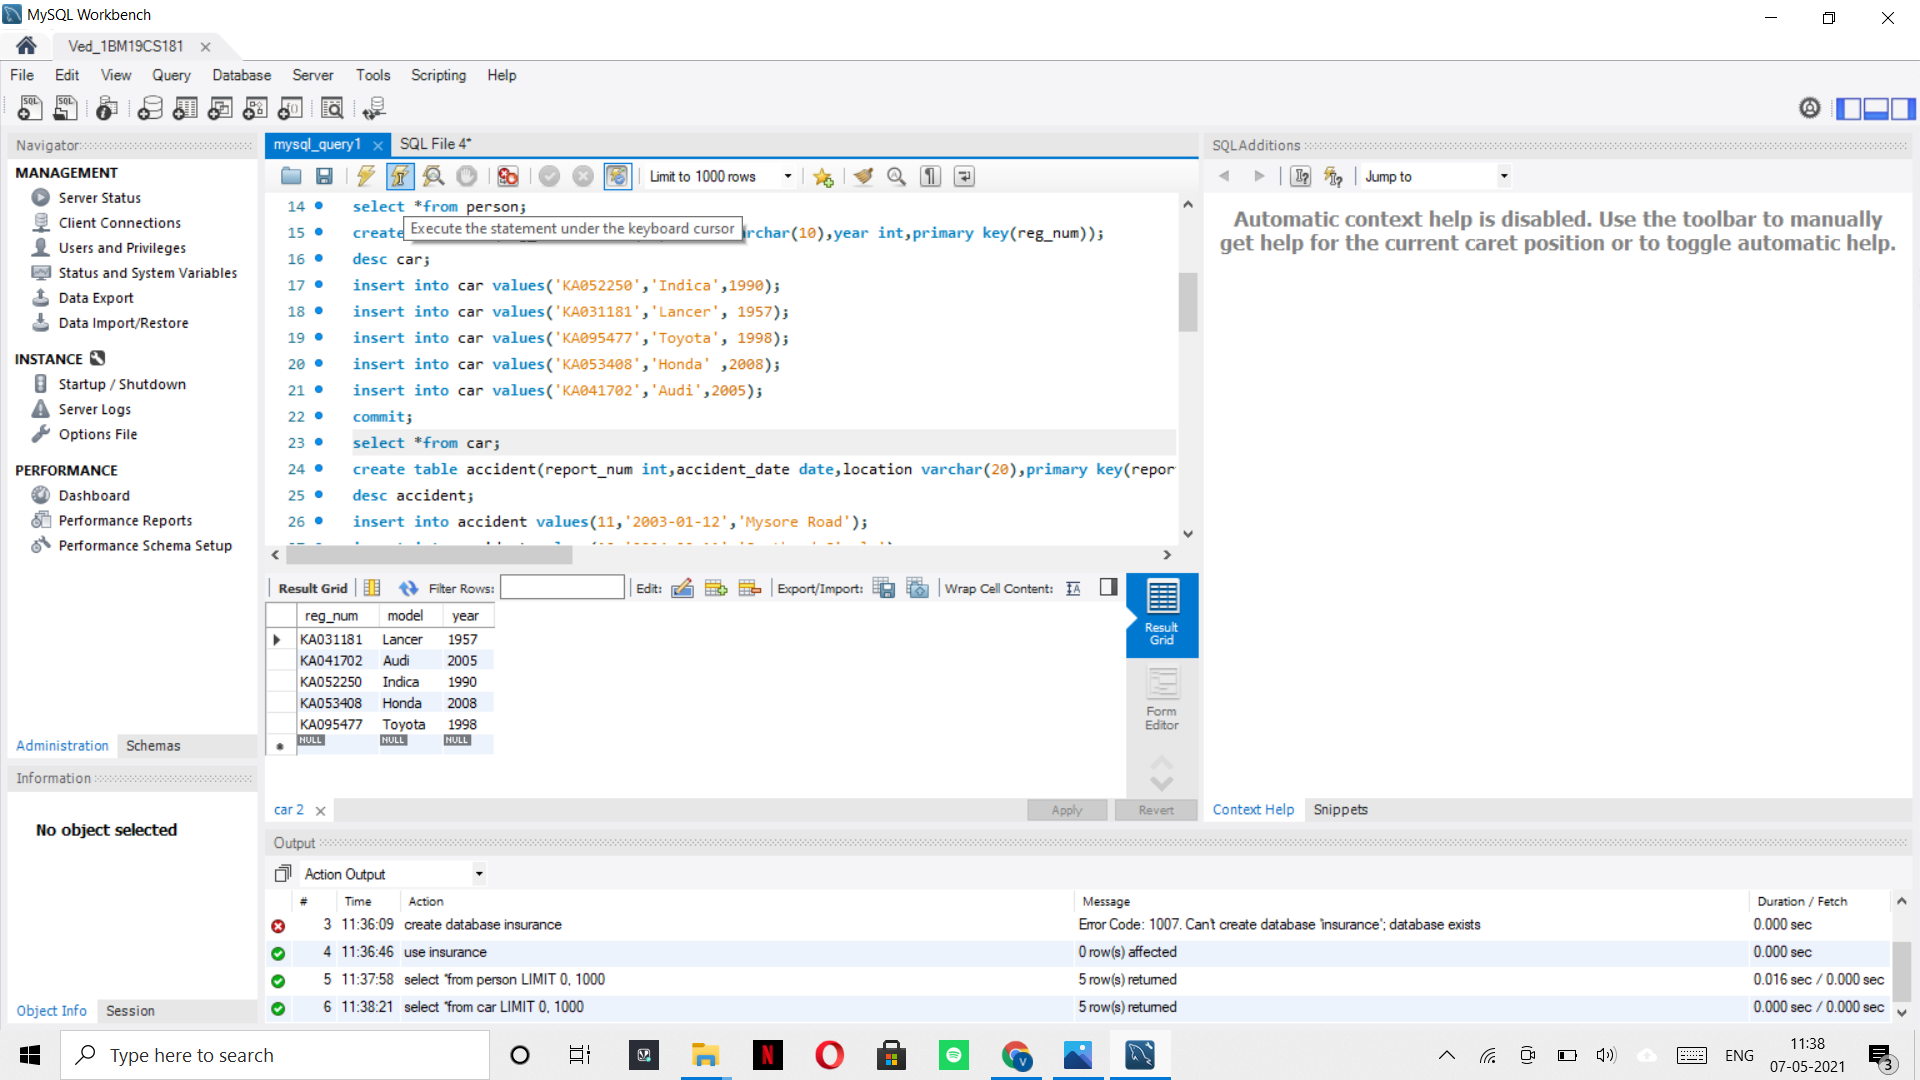 MySQL Workbench
Ved_1BM19CS181
File Edit View Query Database Server Tools Scripting Help
Navigator
MANAGEMENT
Server Status
Client Connections
Users and Privileges
Status and System Variables
Data Export
Data Import/Restore
INSTANCE
Startup / Shutdown
Server Logs
Options File
PERFORMANCE
Dashboard
Performance Reports
Performance Schema Setup
Administration Schemas
Information
No object selected
Object Info Session
mysql_query1 SQL File 4*
Limit to 1000 rows
14 select *from person;
Execute the statement under the keyboard cursor
15 create rchar(10),year int,primary key(reg_num));
16 desc car;
17 insert into car values('KA052250','Indica',1990);
18 insert into car values('KA031181','Lancer', 1957);
19 insert into car values('KA095477','Toyota', 1998);
20 insert into car values('KA053408','Honda' ,2008);
21 insert into car values('KA041702','Audi',2005);
22 commit;
23 select *from car;
24 create table accident(report_num int,accident_date date,location varchar(20),primary key(repor
25 desc accident;
26 insert into accident values(11,'2003-01-12','Mysore Road');
Result Grid Filter Rows: Edit: Export/Import: Wrap Cell Content:
reg_num model year
KA031181 Lancer 1957
KA041702 Audi 2005
KA052250 Indica 1990
KA053408 Honda 2008
KA095477 Toyota 1998
NULL NULL NULL
Result
Grid
Form
Editor
car 2 Apply Revert
SQLAdditions
Jump to
Automatic context help is disabled. Use the toolbar to manually
get help for the current caret position or to toggle automatic help.
Context Help Snippets
Output
Action Output
# Time Action Message Duration / Fetch
3 11:36:09 create database insurance Error Code: 1007. Can't create database 'insurance'; database exists 0.000 sec
4 11:36:46 use insurance 0 row(s) affected 0.000 sec
5 11:37:58 select *from person LIMIT 0, 1000 5 row(s) returned 0.016 sec / 0.000 sec
6 11:38:21 select *from car LIMIT 0, 1000 5 row(s) returned 0.000 sec / 0.000 sec
Type here to search
ENG
11:38
07-05-2021
3